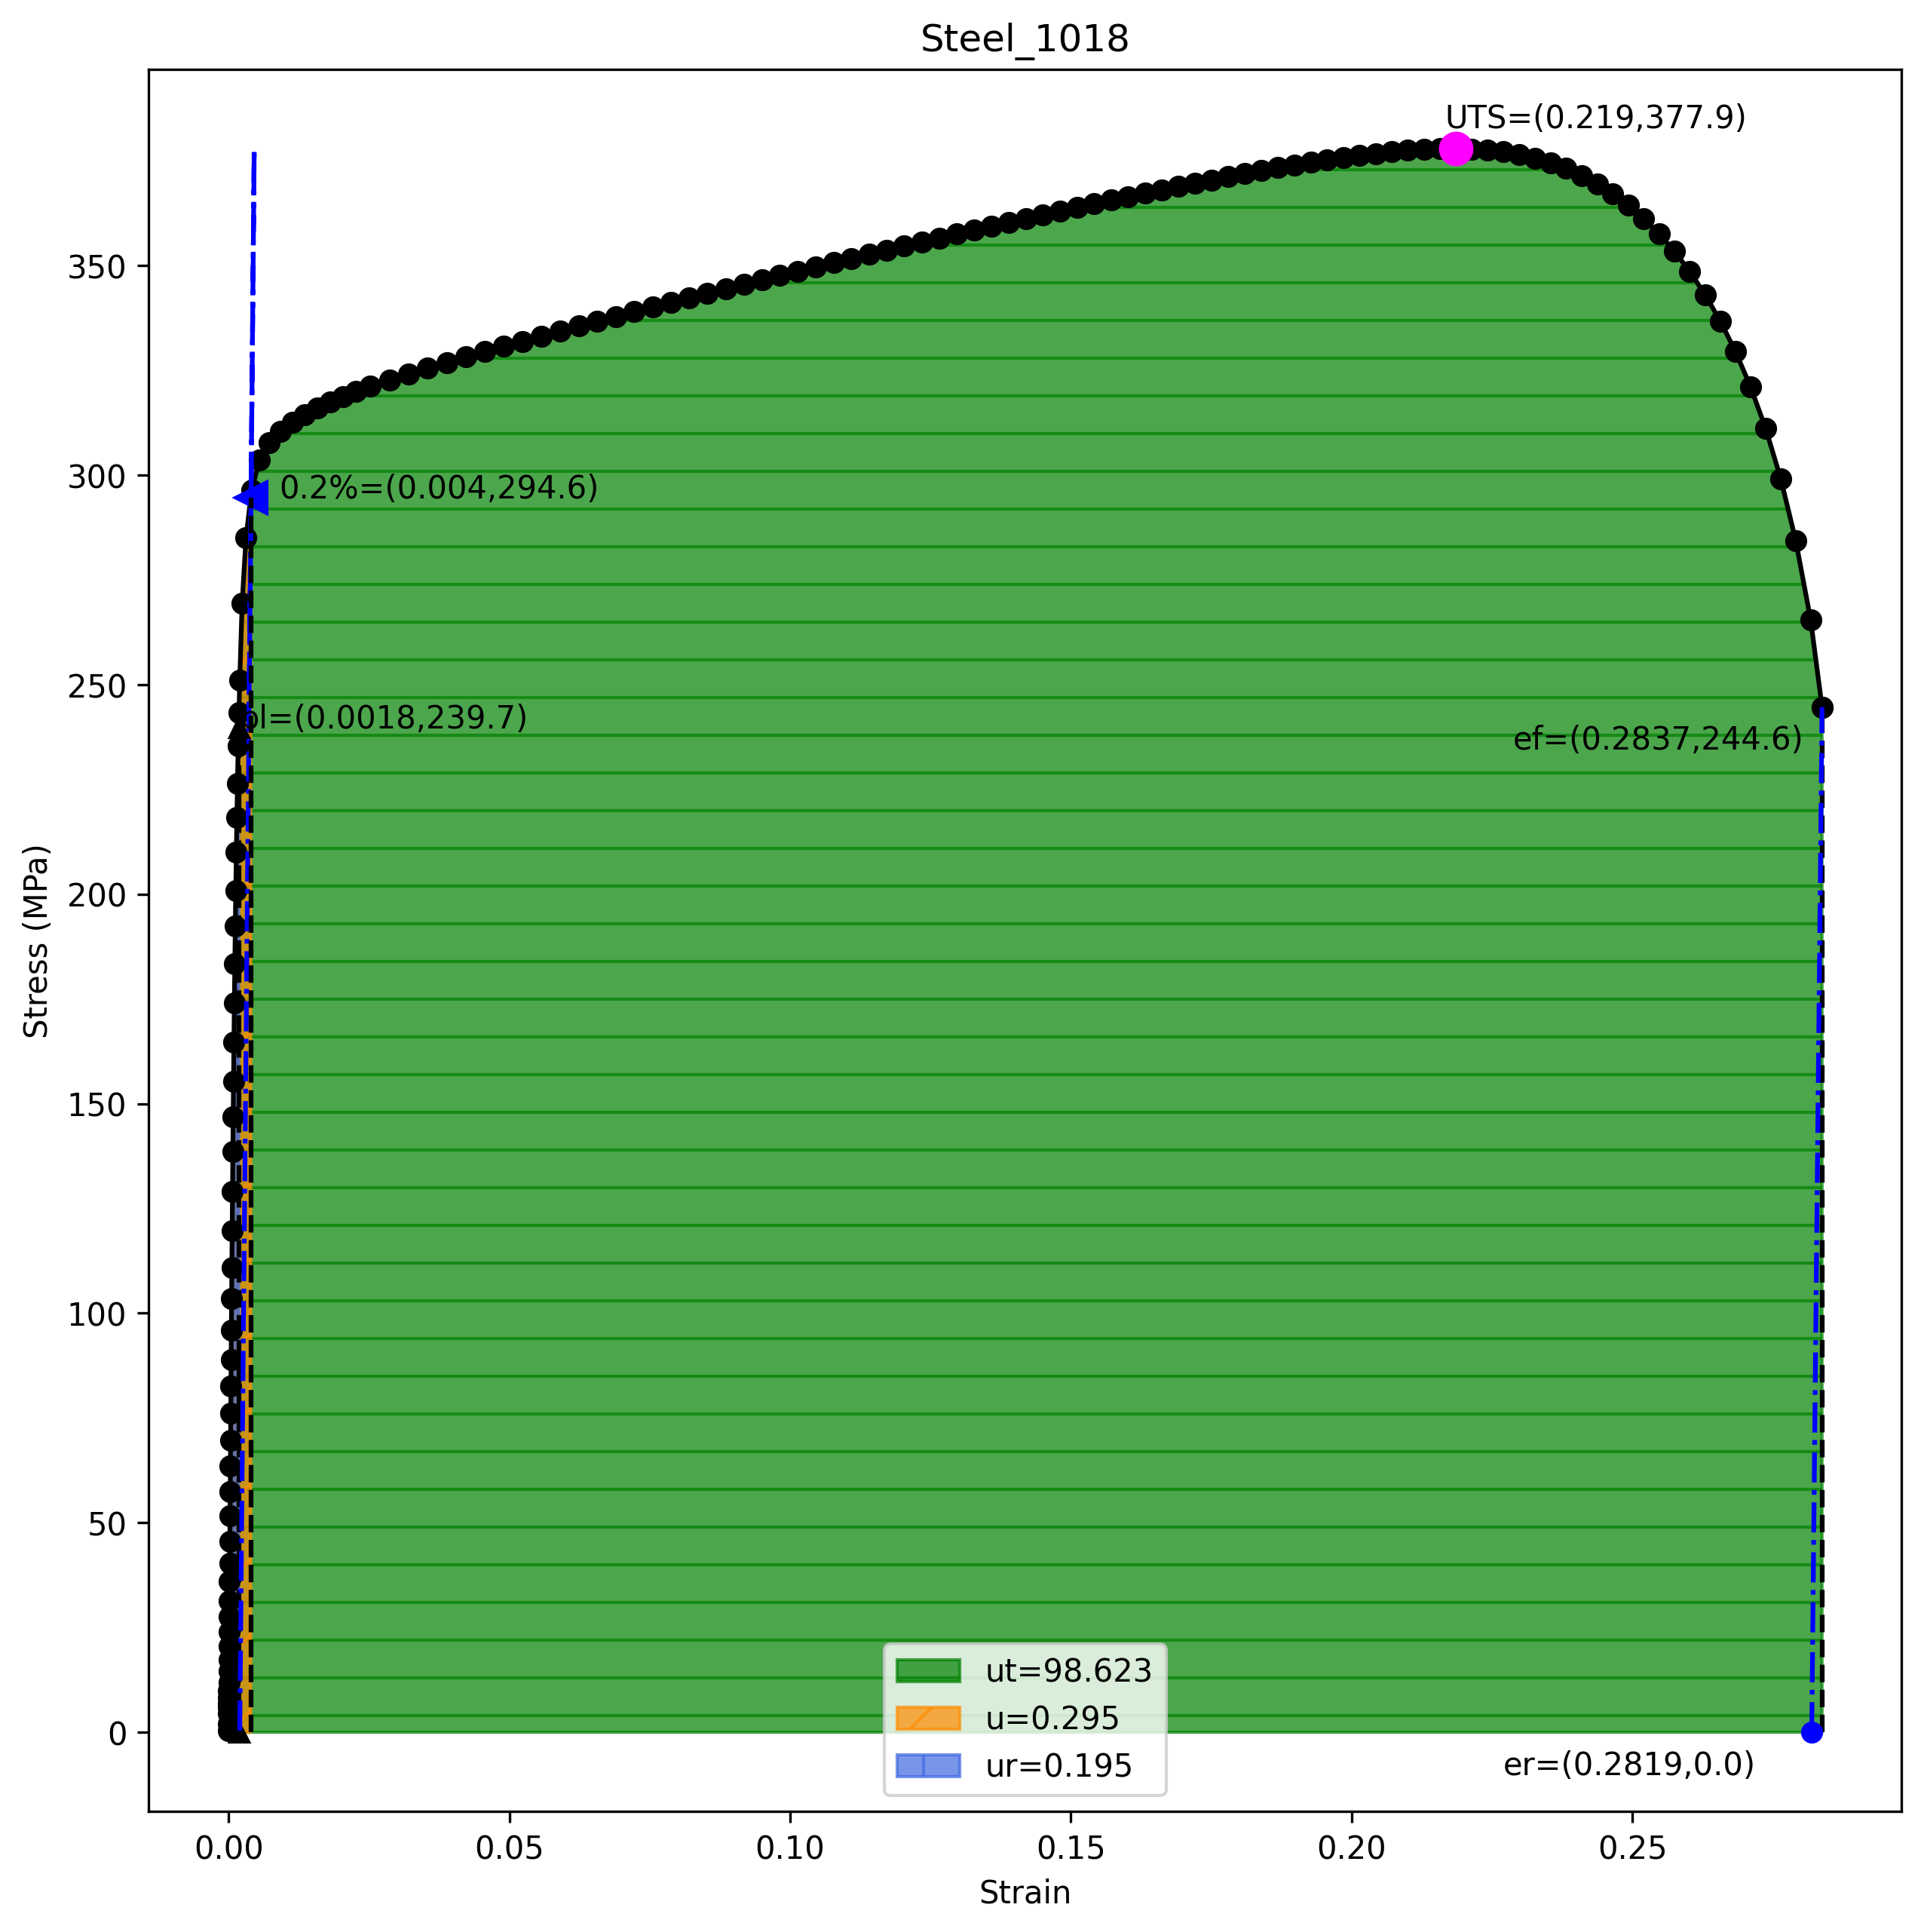 Steel_1018
UTS=(0.219,377.9)
0.2%=(0.004,294.6)
pl=(0.0018,239.7)
ef=(0.2837,244.6)
er=(0.2819,0.0)
Stress (MPa)
350
300
250
200
150
100
50
0
ut=98.623
u=0.295
ur=0.195
0.00 0.05 0.10 0.15 0.20 0.25
Strain